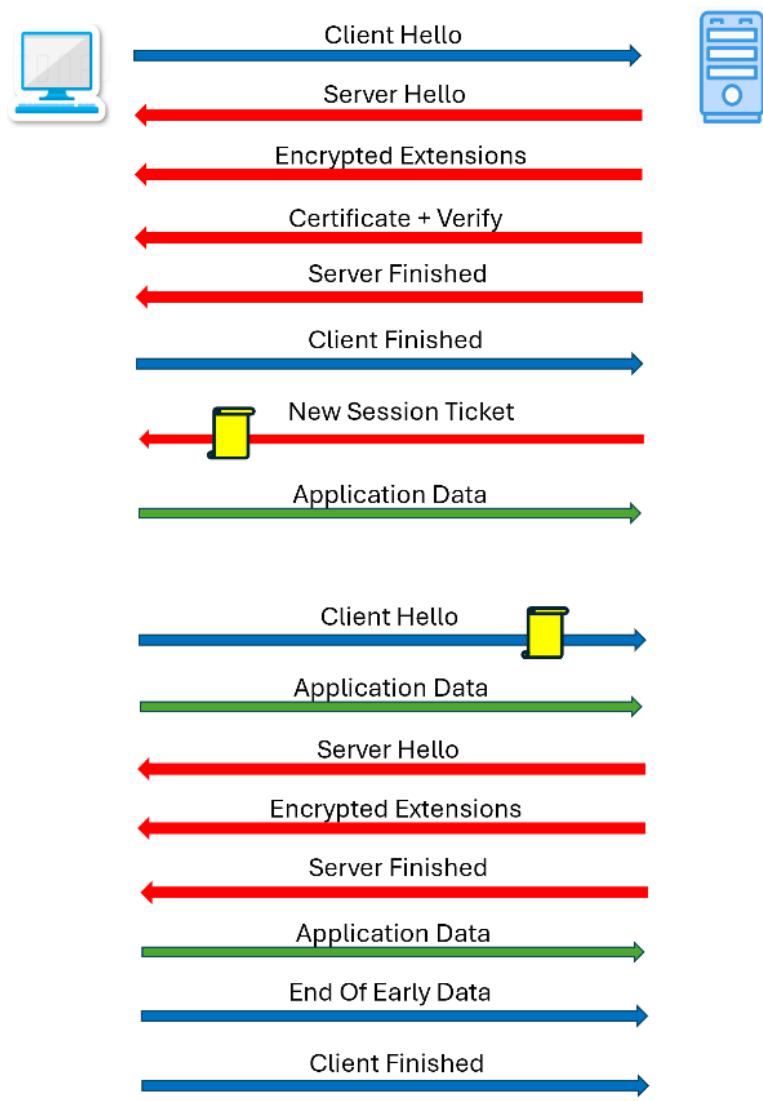 Client Hello
Server Hello
Encrypted Extensions
Certificate + Verify
Server Finished
Client Finished
New Session Ticket
Application Data
Client Hello
Application Data
Server Hello
Encrypted Extensions
Server Finished
Application Data
End Of Early Data
Client Finished